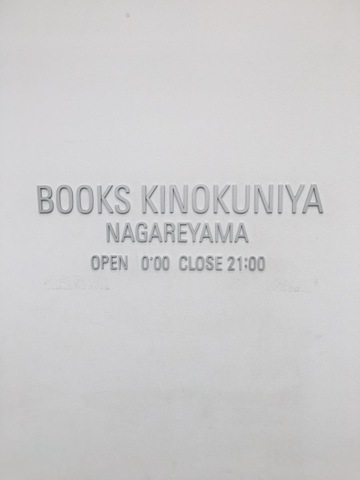 BOOKS KINOKUNIYA
NAGAREYAMA
OPEN 0:00 CLOSE 21:00